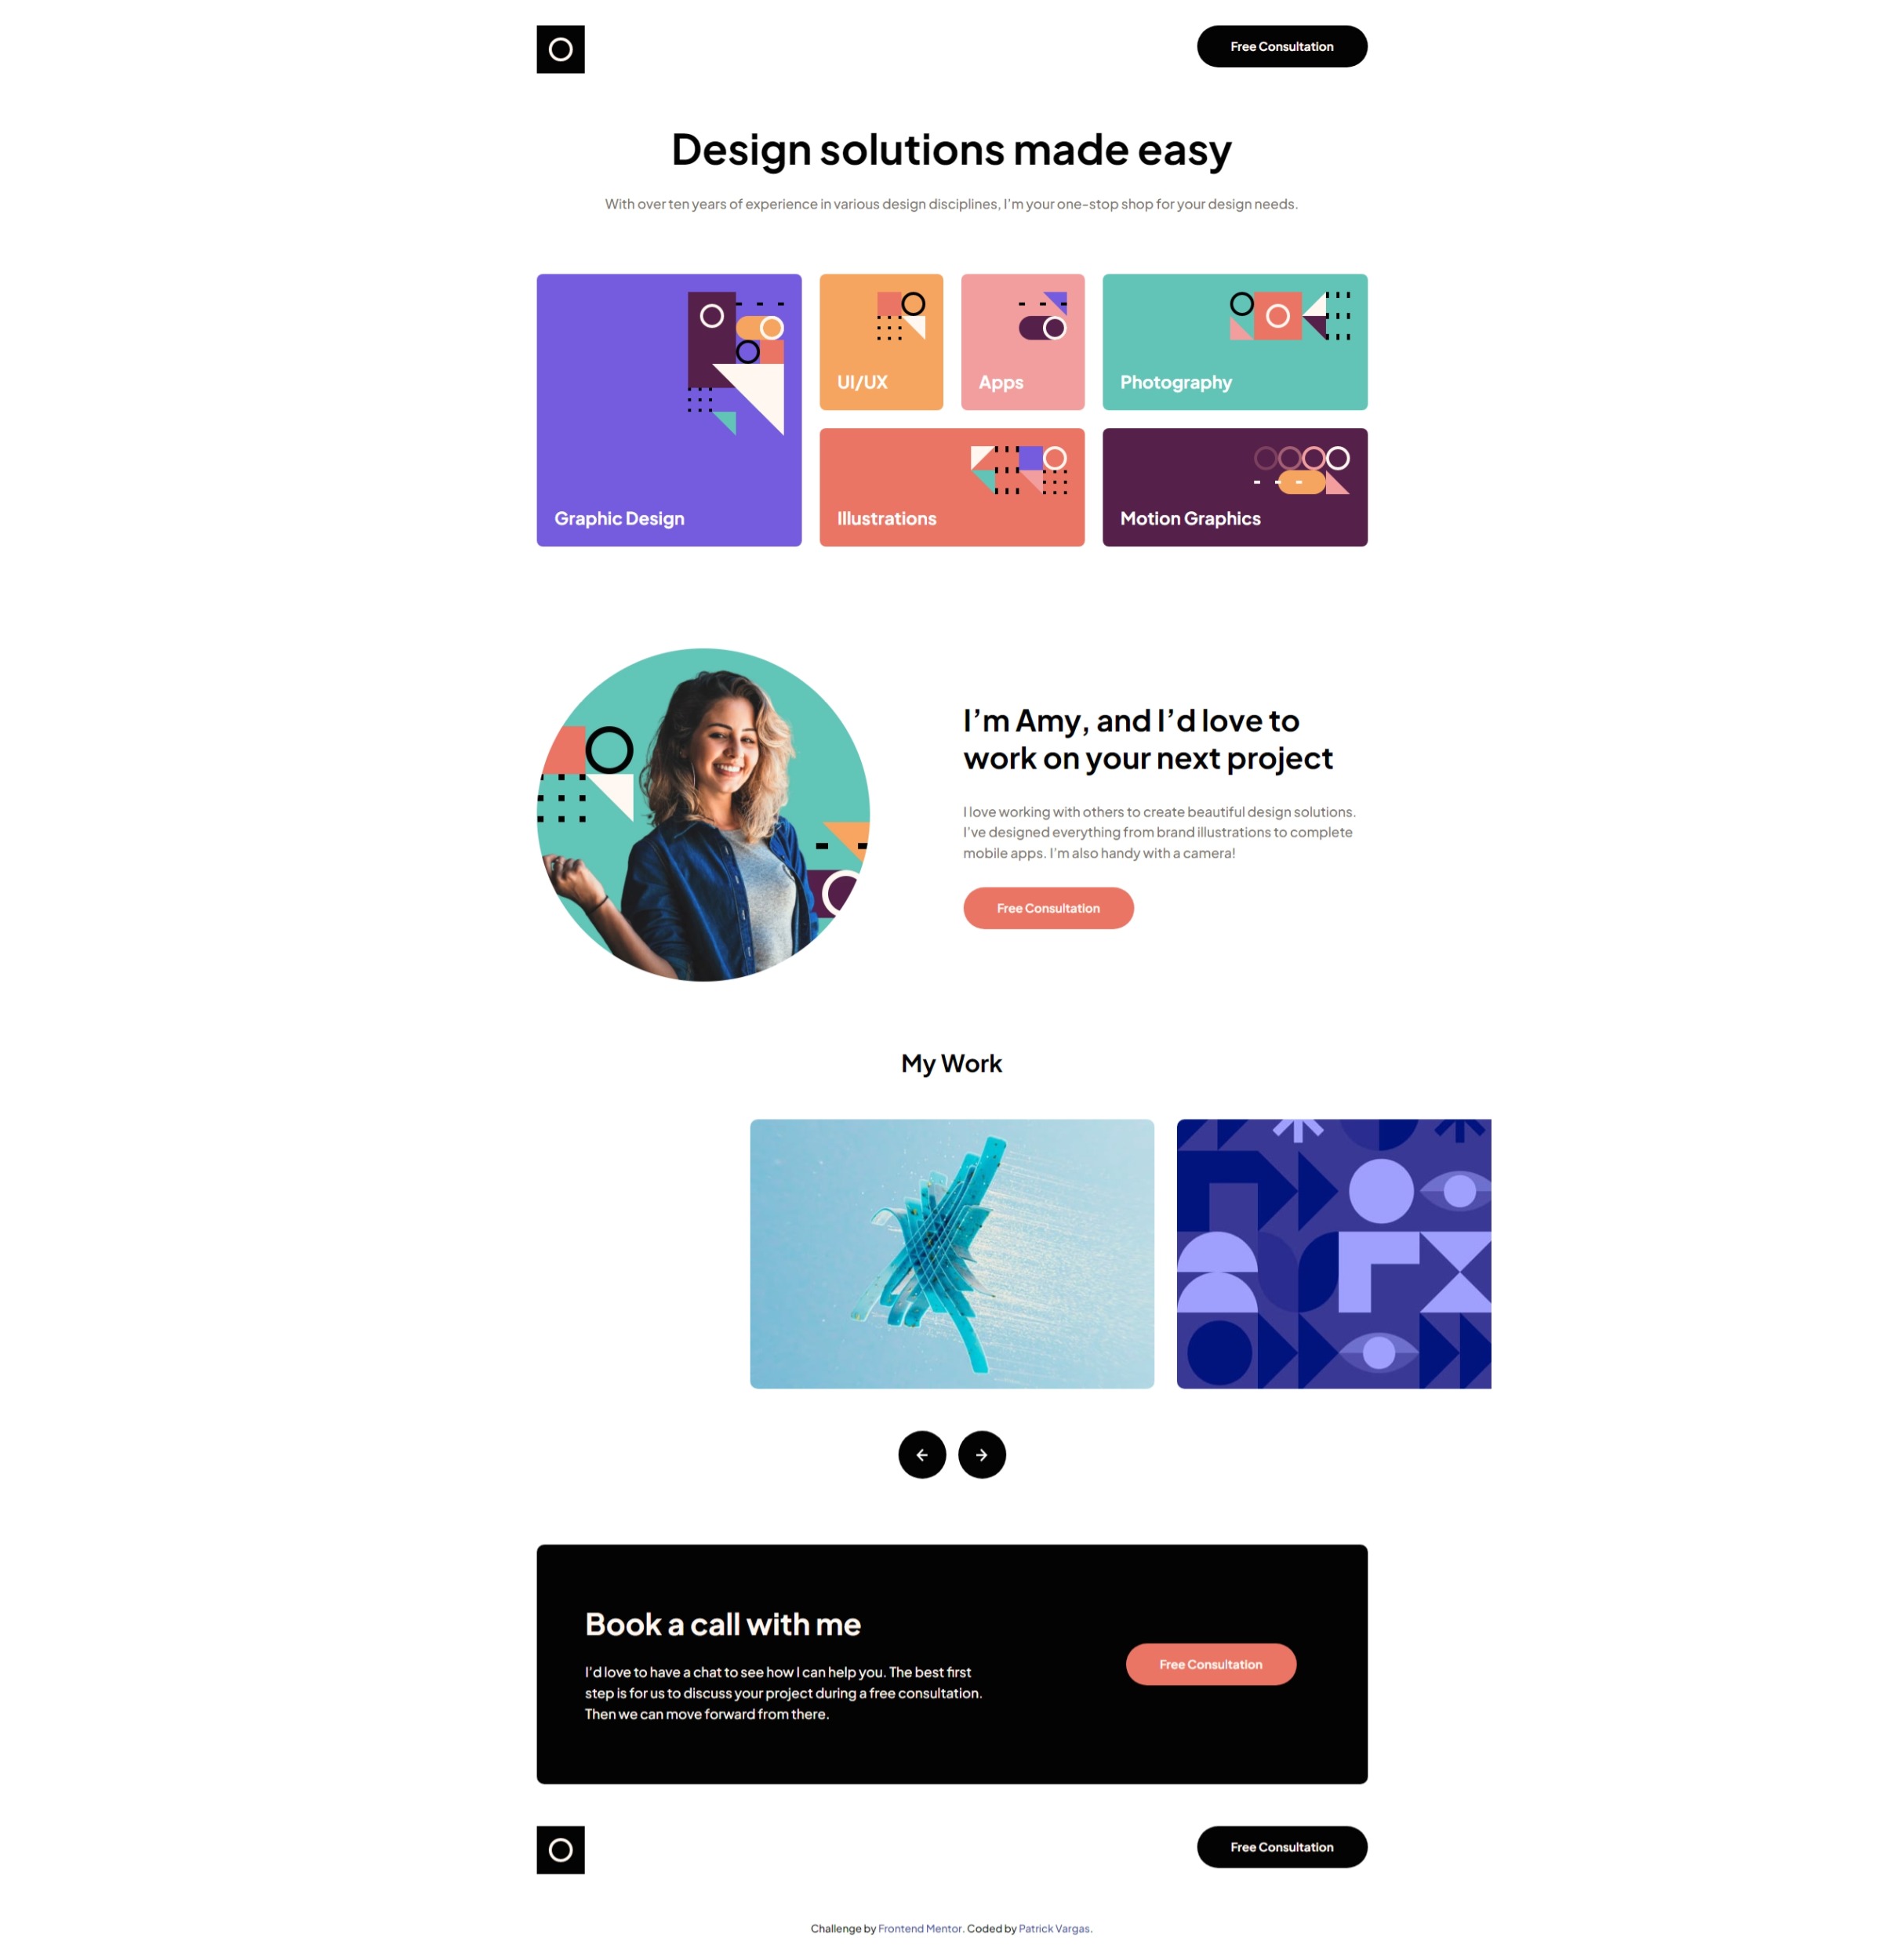 Free Consultation
Design solutions made easy
With over ten years of experience in various design disciplines, I'm your one-stop shop for your design needs.
Graphic Design
UI/UX
Apps
Photography
Illustrations
Motion Graphics
I’m Amy, and I’d love to
work on your next project
I love working with others to create beautiful design solutions.
I've designed everything from brand illustrations to complete
mobile apps. I'm also handy with a camera!
Free Consultation
My Work
Book a call with me
I'd love to have a chat to see how I can help you. The best first
step is for us to discuss your project during a free consultation.
Then we can move forward from there.
Free Consultation
Free Consultation
Challenge by Frontend Mentor. Coded by Patrick Vargas.